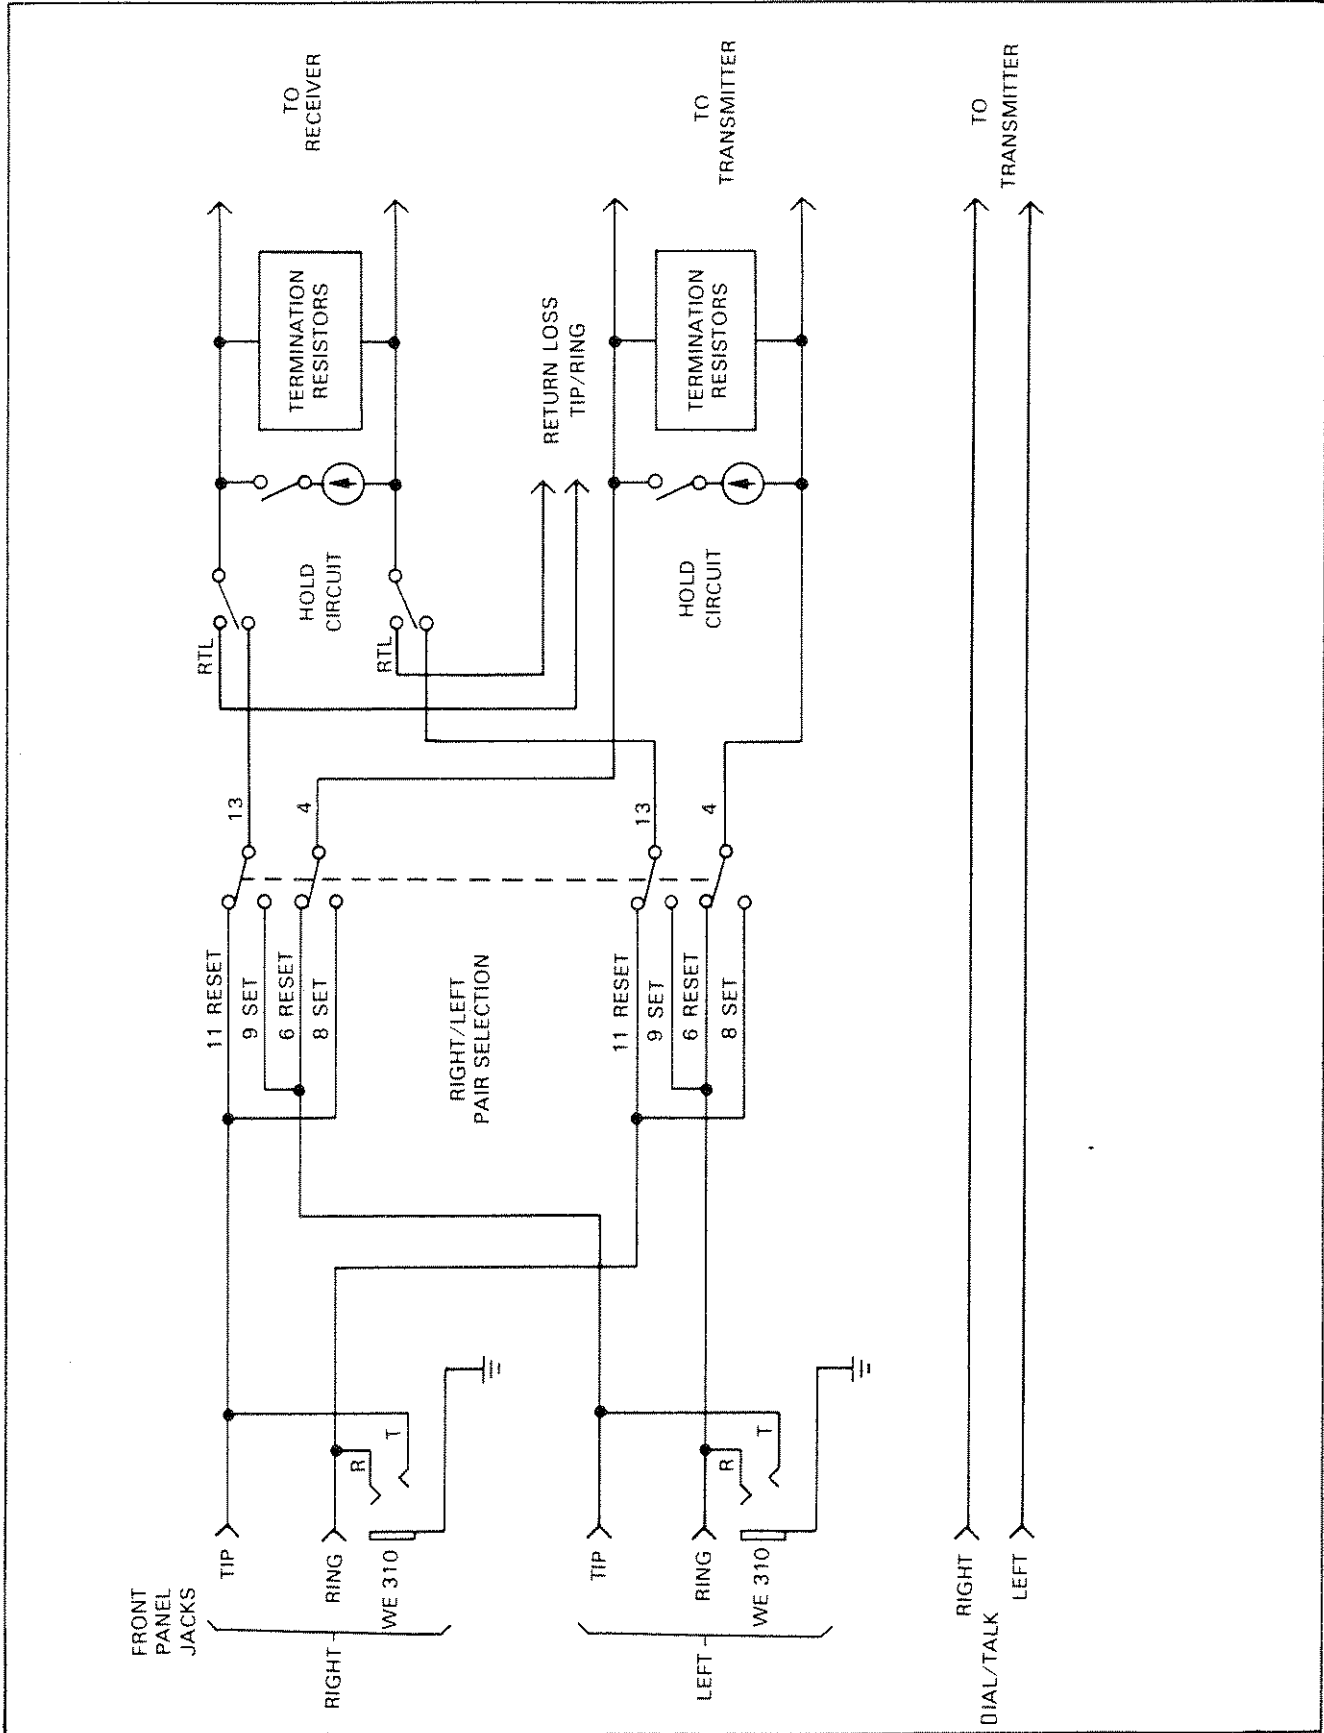 FRONT
PANEL
JACKS
TIP
RIGHT
RING
WE 310
R
T
TIP
LEFT
RING
WE 310
R
T
RIGHT
DIAL/TALK
LEFT
11 RESET
9 SET
6 RESET
8 SET
RIGHT/LEFT
PAIR SELECTION
11 RESET
9 SET
6 RESET
8 SET
13
4
13
4
RTL
HOLD
CIRCUIT
RTL
HOLD
CIRCUIT
TERMINATION
RESISTORS
RETURN LOSS
TIP/RING
TERMINATION
RESISTORS
TO
RECEIVER
TO
TRANSMITTER
TO
TRANSMITTER